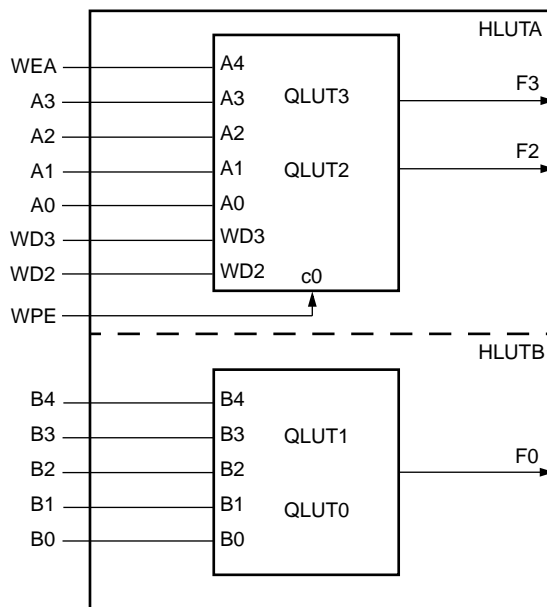 HLUTA
WEA A4
A3 A3 QLUT3 F3
A2 A2
A1 A1 QLUT2 F2
A0 A0
WD3 WD3
WD2 WD2
c0
WPE
HLUTB
B4 B4
B3 B3 QLUT1
B2 B2 F0
B1 B1 QLUT0
B0 B0